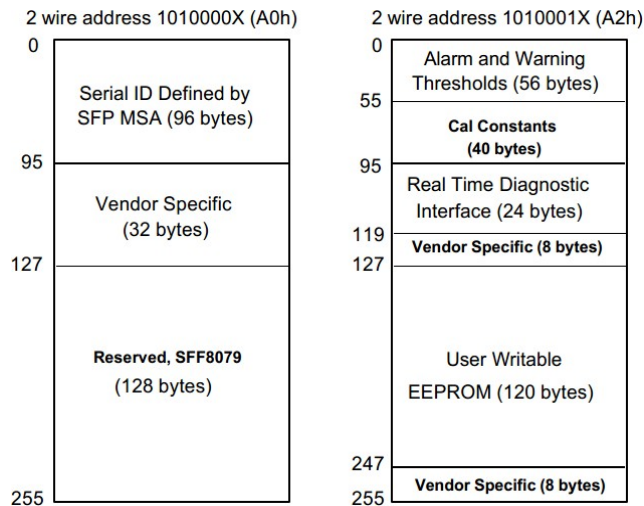 2 wire address 1010000X (A0h)
0
Serial ID Defined by
SFP MSA (96 bytes)
95
Vendor Specific
(32 bytes)
127
Reserved, SFF8079
(128 bytes)
255
2 wire address 1010001X (A2h)
0
Alarm and Warning
Thresholds (56 bytes)
55
Cal Constants
(40 bytes)
95
Real Time Diagnostic
Interface (24 bytes)
119
Vendor Specific (8 bytes)
127
User Writable
EEPROM (120 bytes)
247
Vendor Specific (8 bytes)
255